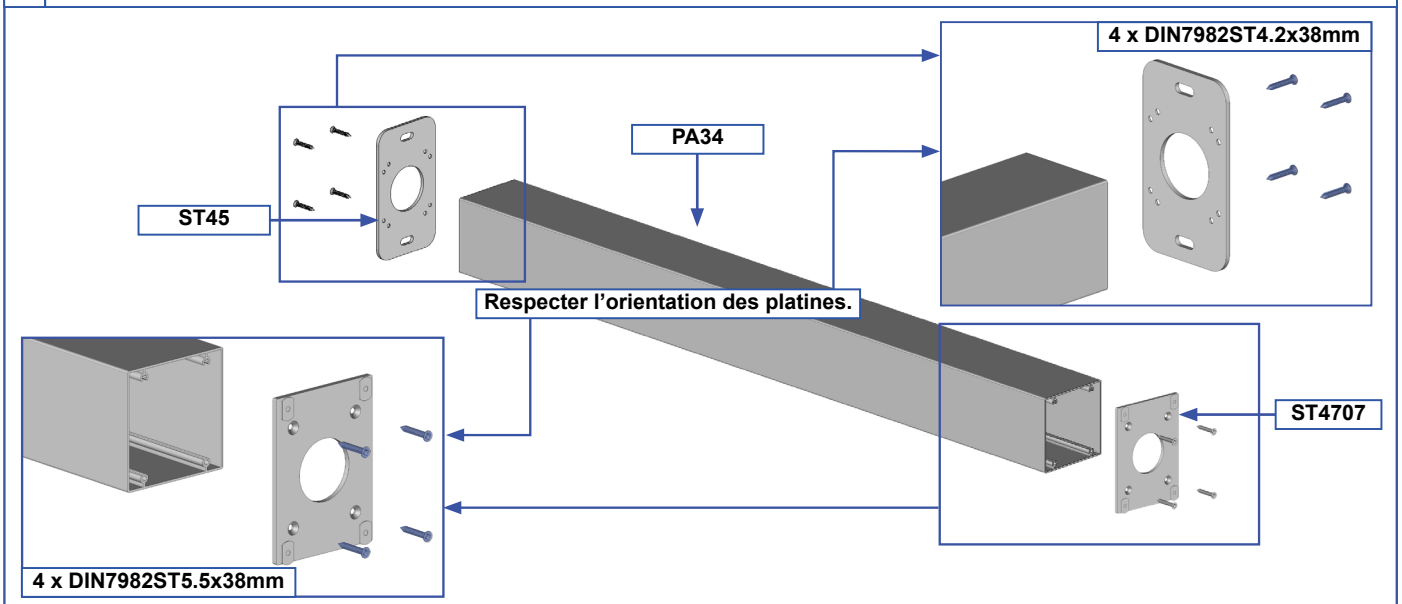 4 x DIN7982ST4.2x38mm
PA34
ST45
Respecter l’orientation des platines.
ST4707
4 x DIN7982ST5.5x38mm